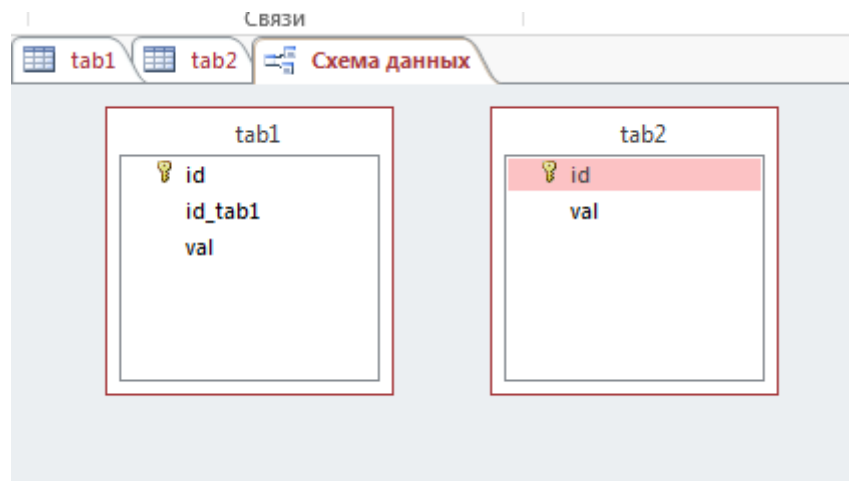 Связи
tab1 tab2 Схема данных
tab1
id
id_tab1
val
tab2
id
val